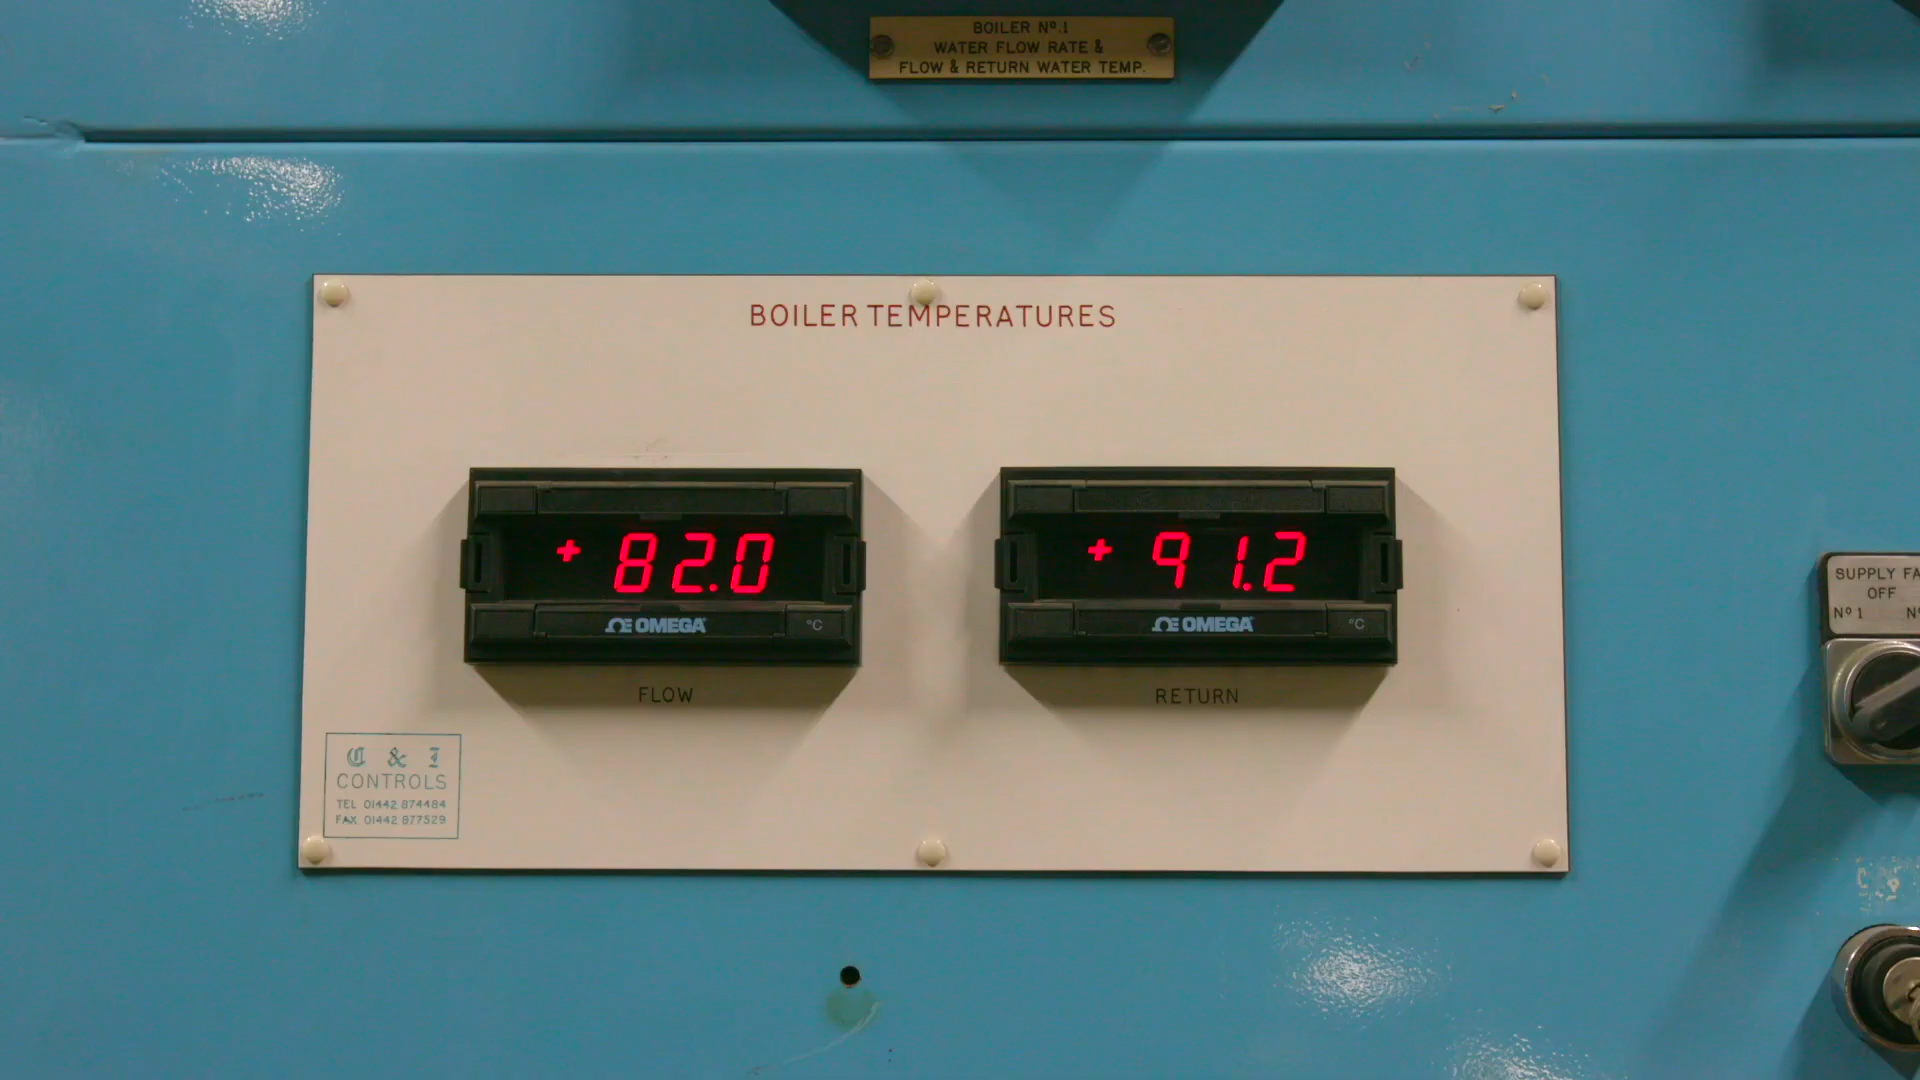 BOILER Nº.1
WATER FLOW RATE &
FLOW & RETURN WATER TEMP.
BOILER TEMPERATURES
+ 82.0
OMEGA °C
FLOW
+ 91.2
OMEGA °C
RETURN
C & I
CONTROLS
TEL 01442 874484
FAX 01442 877529
SUPPLY FA
OFF
Nº 1 Nº